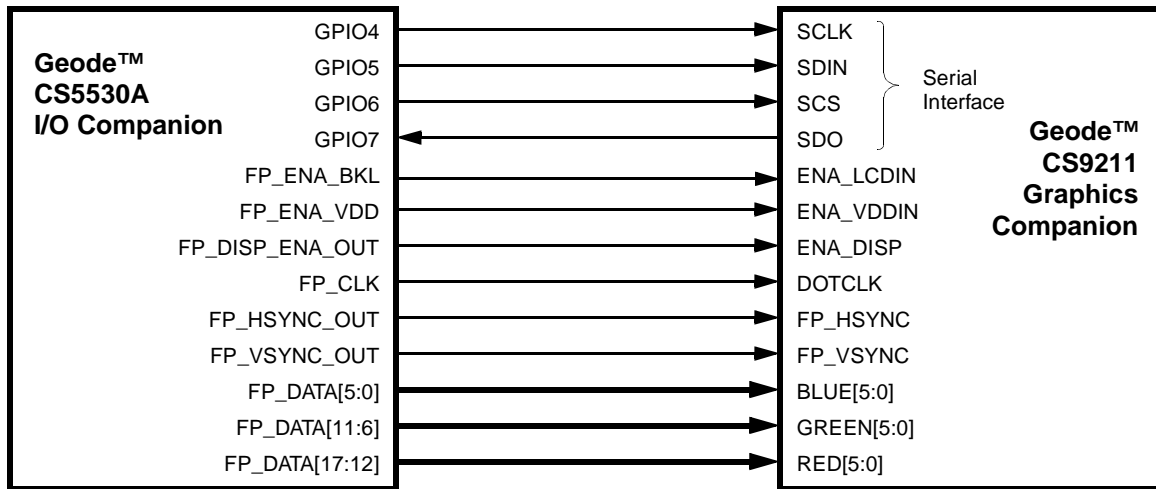 Geode™
CS5530A
I/O Companion
GPIO4
GPIO5
GPIO6
GPIO7
FP_ENA_BKL
FP_ENA_VDD
FP_DISP_ENA_OUT
FP_CLK
FP_HSYNC_OUT
FP_VSYNC_OUT
FP_DATA[5:0]
FP_DATA[11:6]
FP_DATA[17:12]
SCLK
SDIN
SCS
SDO
Serial
Interface
ENA_LCDIN
ENA_VDDIN
ENA_DISP
DOTCLK
FP_HSYNC
FP_VSYNC
BLUE[5:0]
GREEN[5:0]
RED[5:0]
Geode™
CS9211
Graphics
Companion